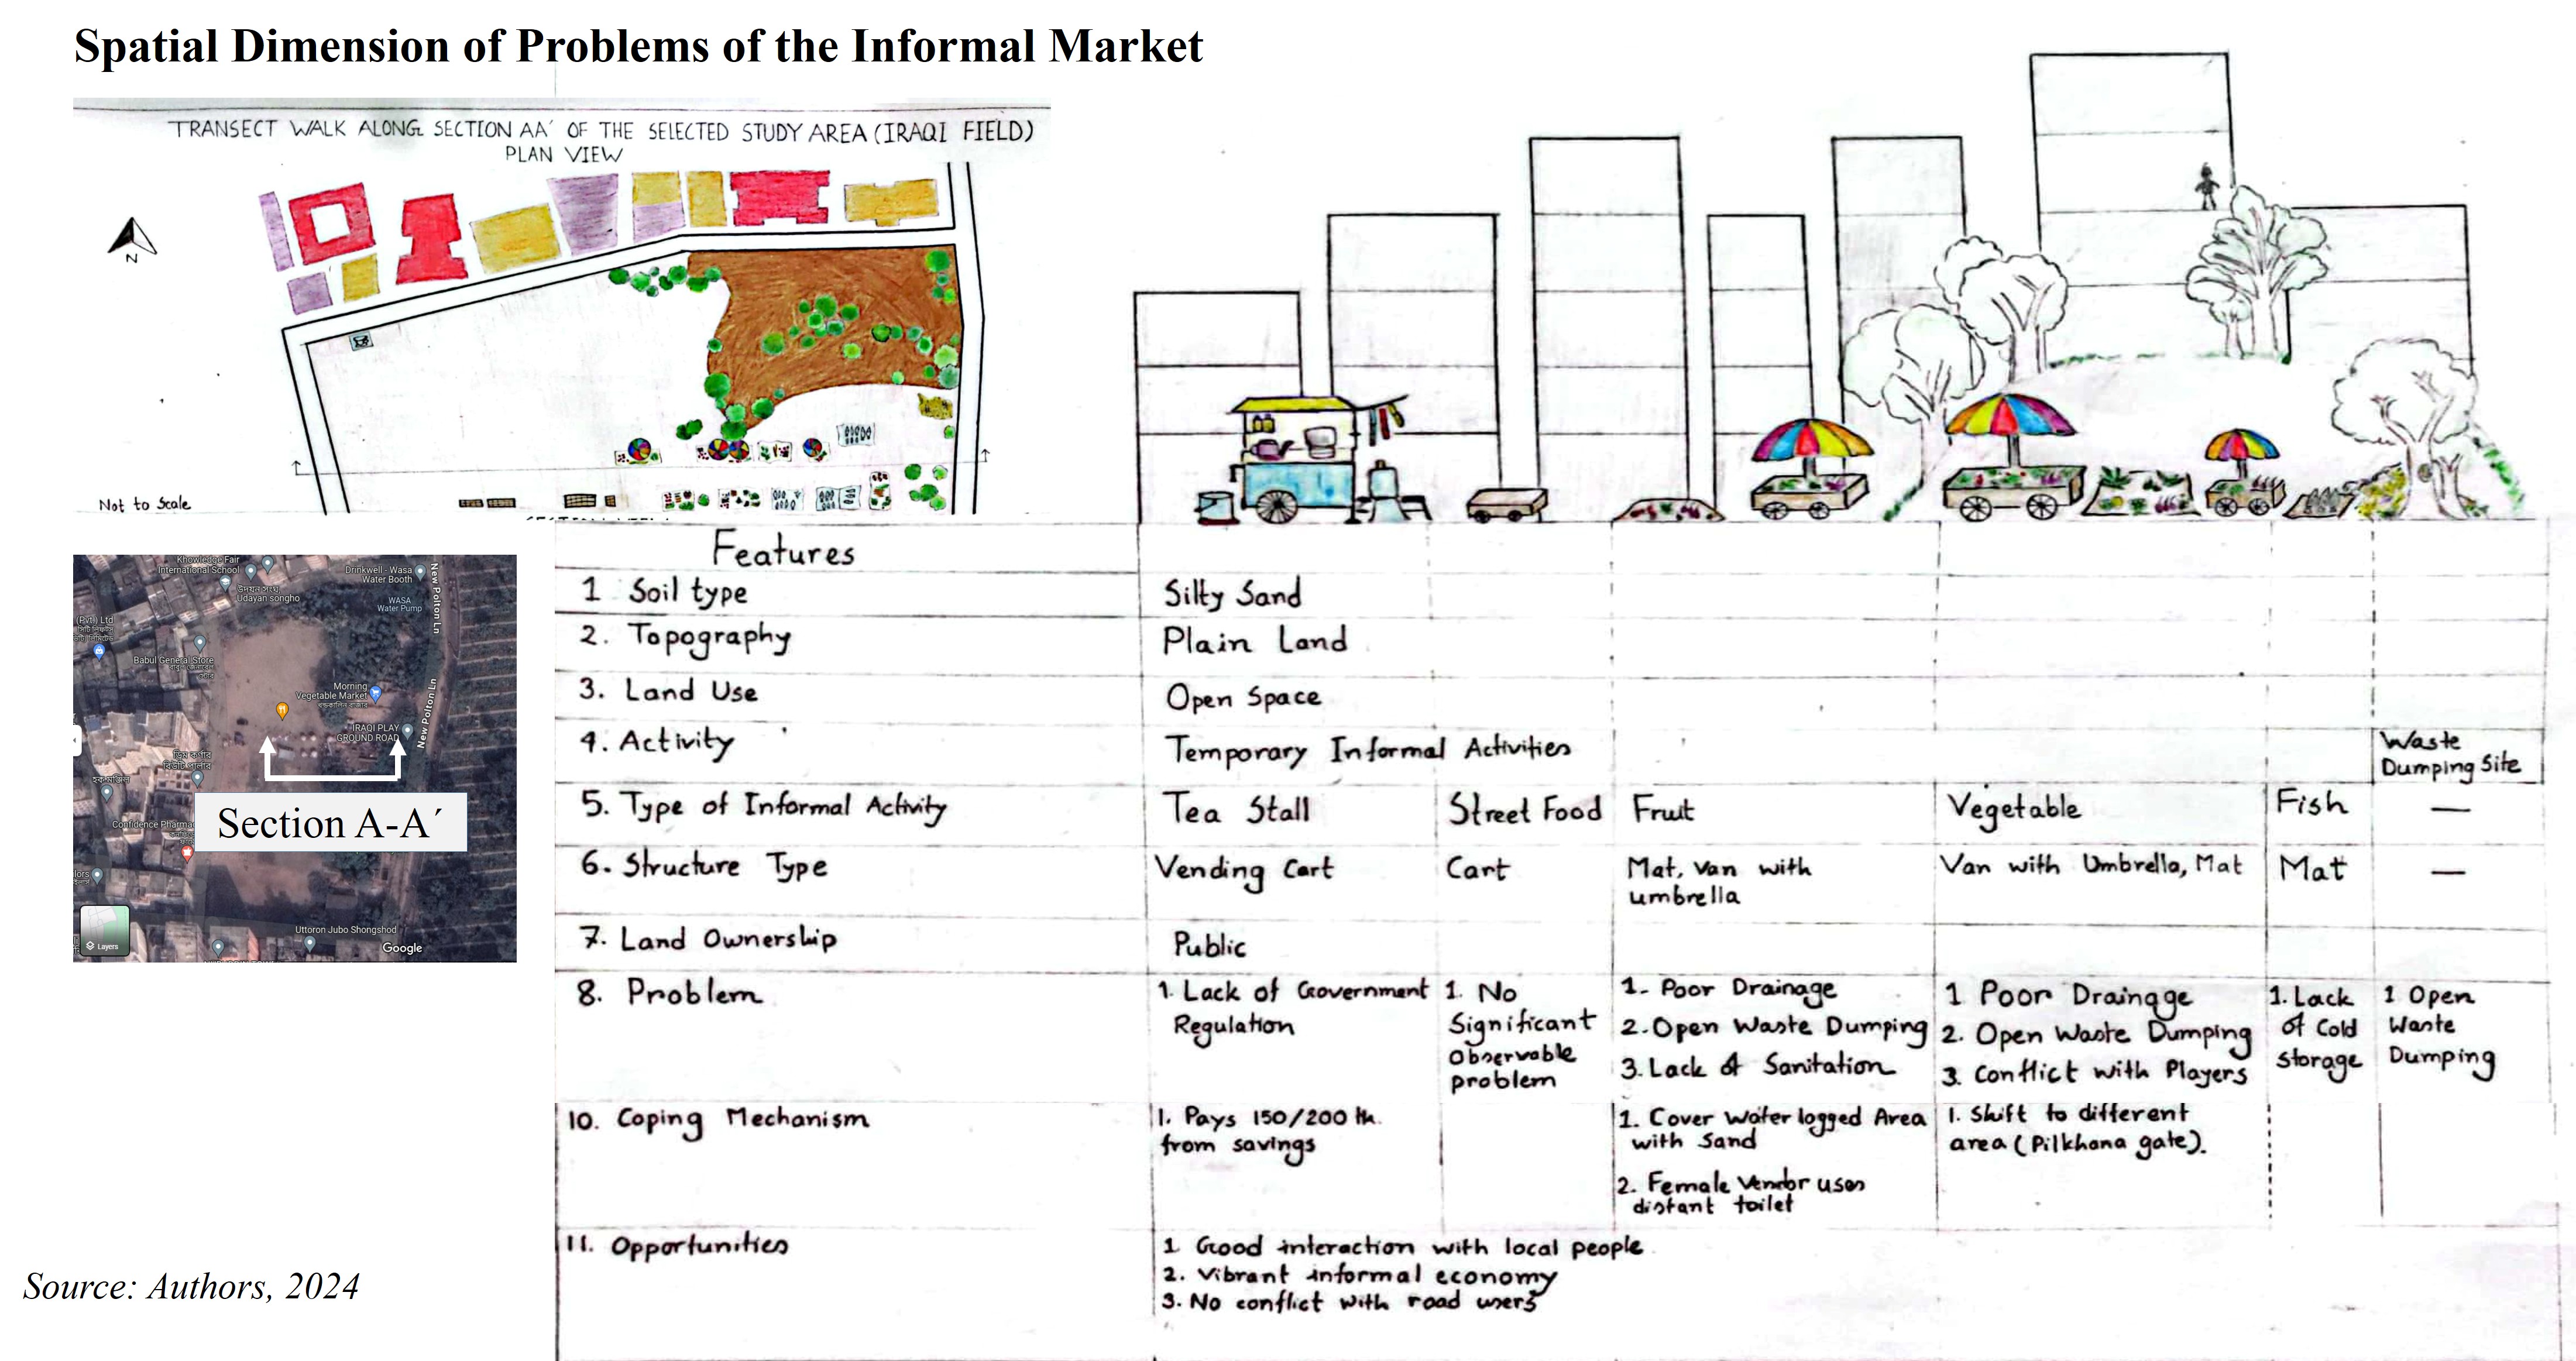 Spatial Dimension of Problems of the Informal Market
TRANSECT WALK ALONG SECTION AA´ OF THE SELECTED STUDY AREA (IRAQI FIELD)
PLAN VIEW
N
Not to Scale
Knowledge Fair
International School
Udayan songho
Drinkwell - Wasa
Water Booth
WASA
Water Pump
New Polton Ln
(Pvt.) Ltd
Babul General Store
Morning
Vegetable Market
IRAQI PLAY
GROUND ROAD
New Polton Ln
Section A-A´
Confidence Pharma
Uttoron Jubo Shongshod
Layers
Google
Features
1 Soil type
Silty Sand
2. Topography
Plain Land
3. Land Use
Open Space
4. Activity
Temporary Informal Activities
Waste
Dumping Site
5. Type of Informal Activity
Tea Stall
Street Food
Fruit
Vegetable
Fish
—
6. Structure Type
Vending Cart
Cart
Mat, Van with
umbrella
Van with Umbrella, Mat
Mat
—
7. Land Ownership
Public
8. Problem
1. Lack of Government
Regulation
1. No
Significant
Observable
problem
1. Poor Drainage
2. Open Waste Dumping
3. Lack of Sanitation
1 Poor Drainage
2. Open Waste Dumping
3. Conflict with Players
1. Lack
of Cold
storage
1 Open
Waste
Dumping
10. Coping Mechanism
1. Pays 150/200 tk.
from savings
1. Cover Water logged Area
with Sand
2. Female Vendor uses
distant toilet
1. Shift to different
area (Pilkhana gate).
11. Opportunities
1 Good interaction with local people
2. Vibrant informal economy
3. No conflict with road users
Source: Authors, 2024